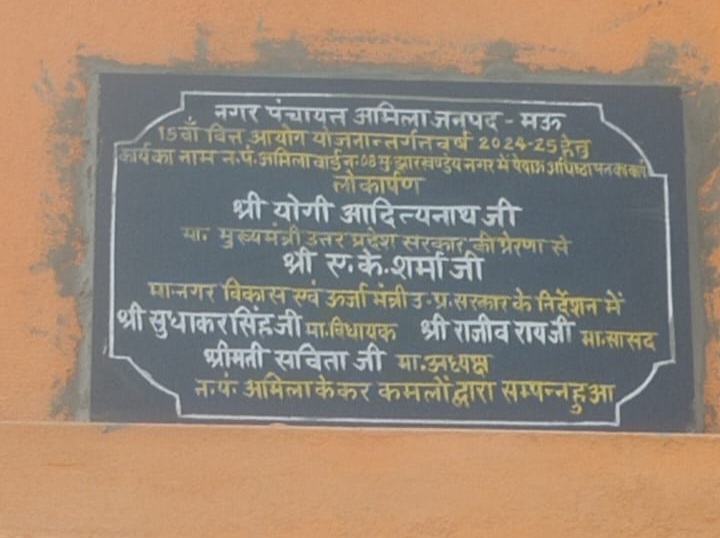 नगर पंचायत अमिला जनपद - मऊ
15वाँ वित्त आयोग योजनान्तर्गत वर्ष 2024-25 हेतु
कार्य का नाम न.पं. अमिला वार्ड न.-08 मु. झारखण्डेय नगर में पेयजल अधिष्ठापन का कार्य
लोकार्पण
श्री योगी आदित्यनाथ जी
मा. मुख्यमंत्री उत्तर प्रदेश सरकार की प्रेरणा से
श्री ए.के. शर्मा जी
मा. नगर विकास एवं ऊर्जा मंत्री उ.प्र. सरकार के निर्देशन में
श्री सुधाकर सिंह जी मा. विधायक श्री राजीव राय जी मा. सासद
श्रीमती सविता जी मा. अध्यक्ष
न.पं. अमिला के कर कमलों द्वारा सम्पन्न हुआ